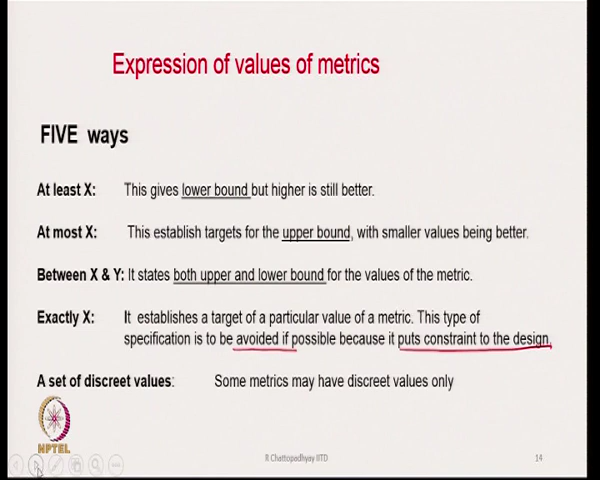 Expression of values of metrics
FIVE ways
At least X: This gives lower bound but higher is still better.
At most X: This establish targets for the upper bound, with smaller values being better.
Between X & Y: It states both upper and lower bound for the values of the metric.
Exactly X: It establishes a target of a particular value of a metric. This type of
specification is to be avoided if possible because it puts constraint to the design.
A set of discreet values: Some metrics may have discreet values only
NPTEL
R Chattopadhyay IITD
14